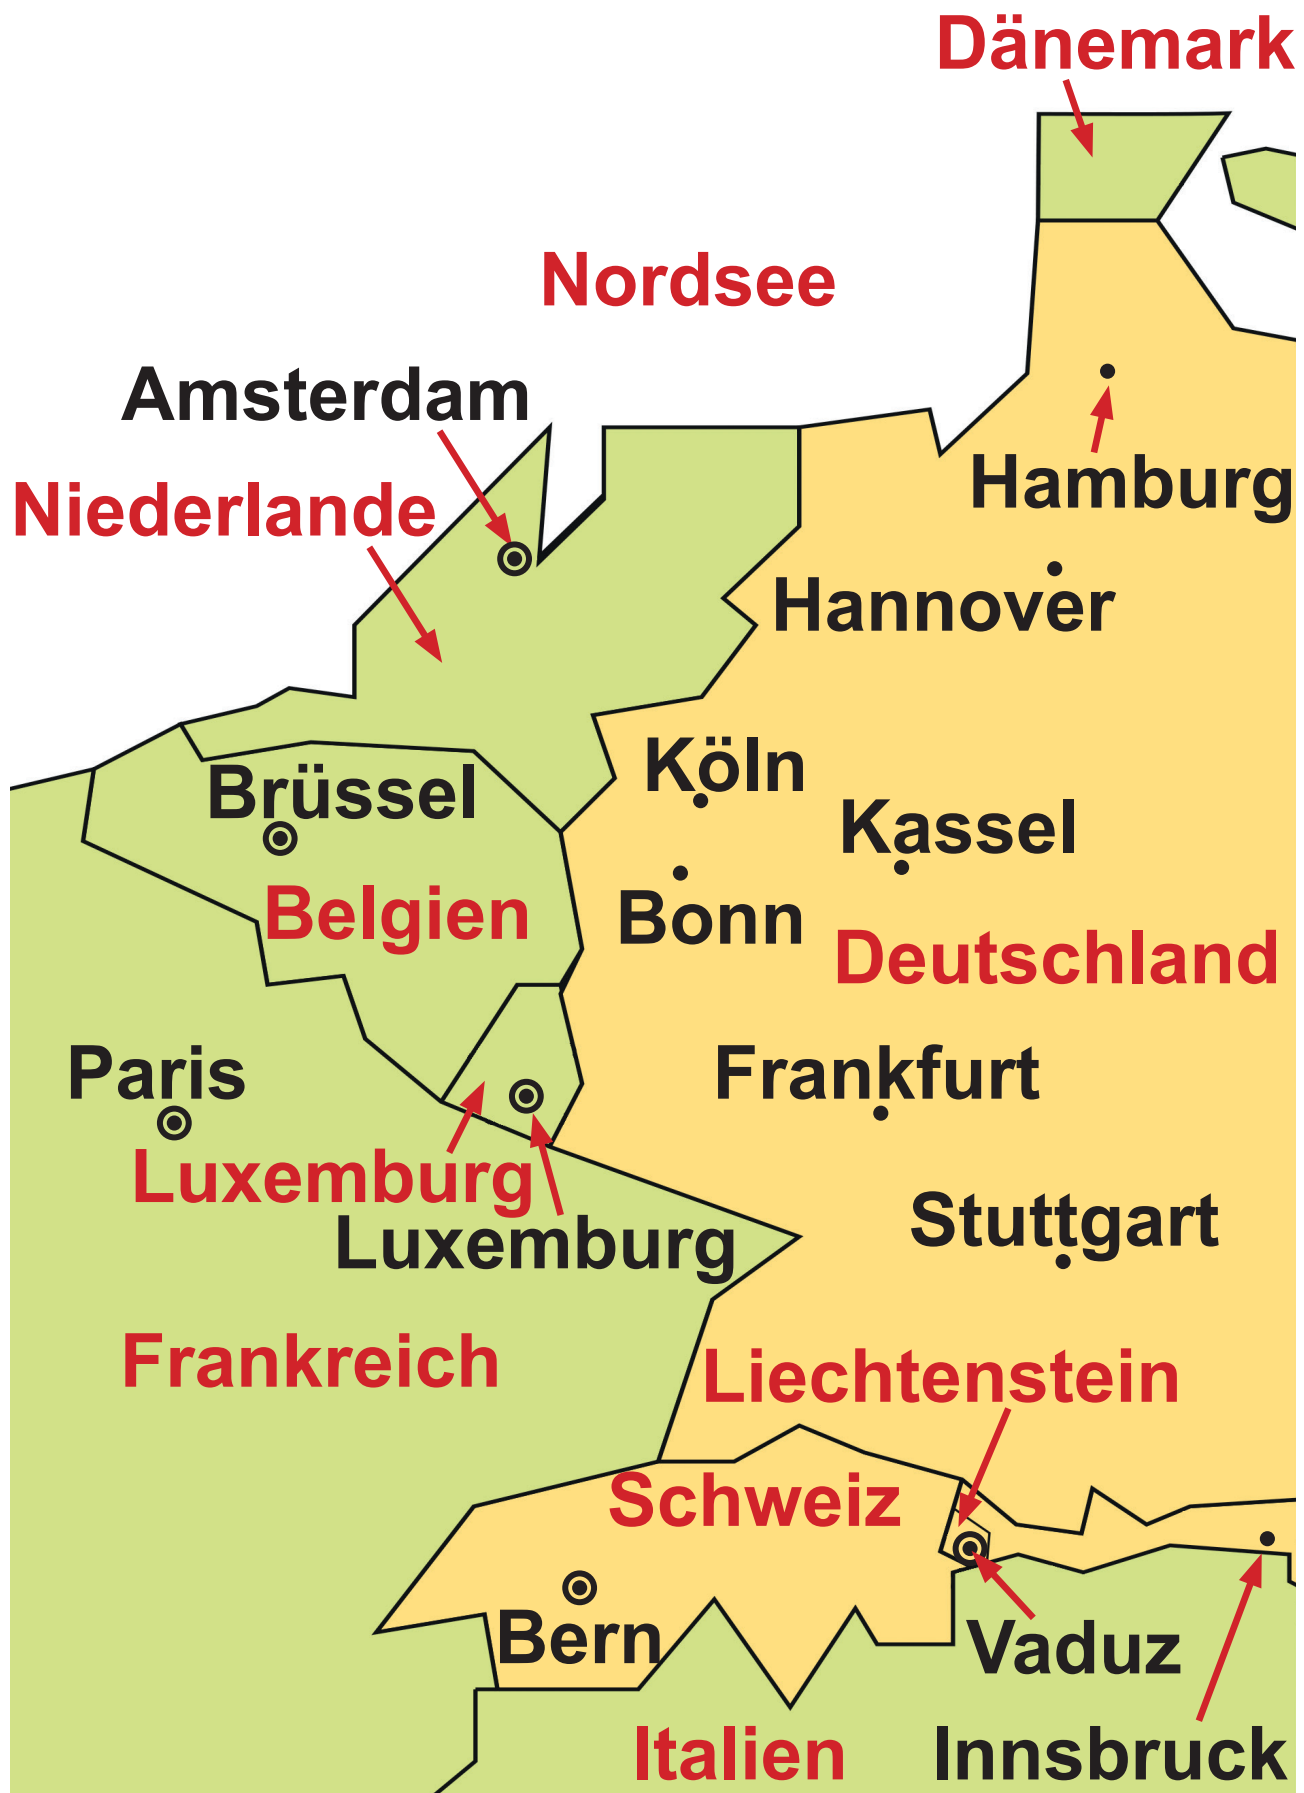 Dänemark
Nordsee
Amsterdam
Hamburg
Niederlande
Hannover
Köln
Brüssel
Kassel
Belgien
Bonn
Deutschland
Paris
Frankfurt
Luxemburg
Stuttgart
Luxemburg
Frankreich
Liechtenstein
Schweiz
Bern
Vaduz
Italien
Innsbruck